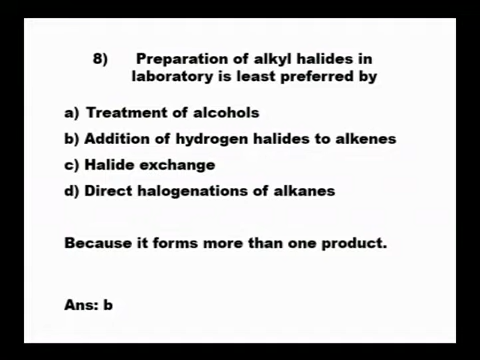 8) Preparation of alkyl halides in
laboratory is least preferred by
a) Treatment of alcohols
b) Addition of hydrogen halides to alkenes
c) Halide exchange
d) Direct halogenations of alkanes
Because it forms more than one product.
Ans: b